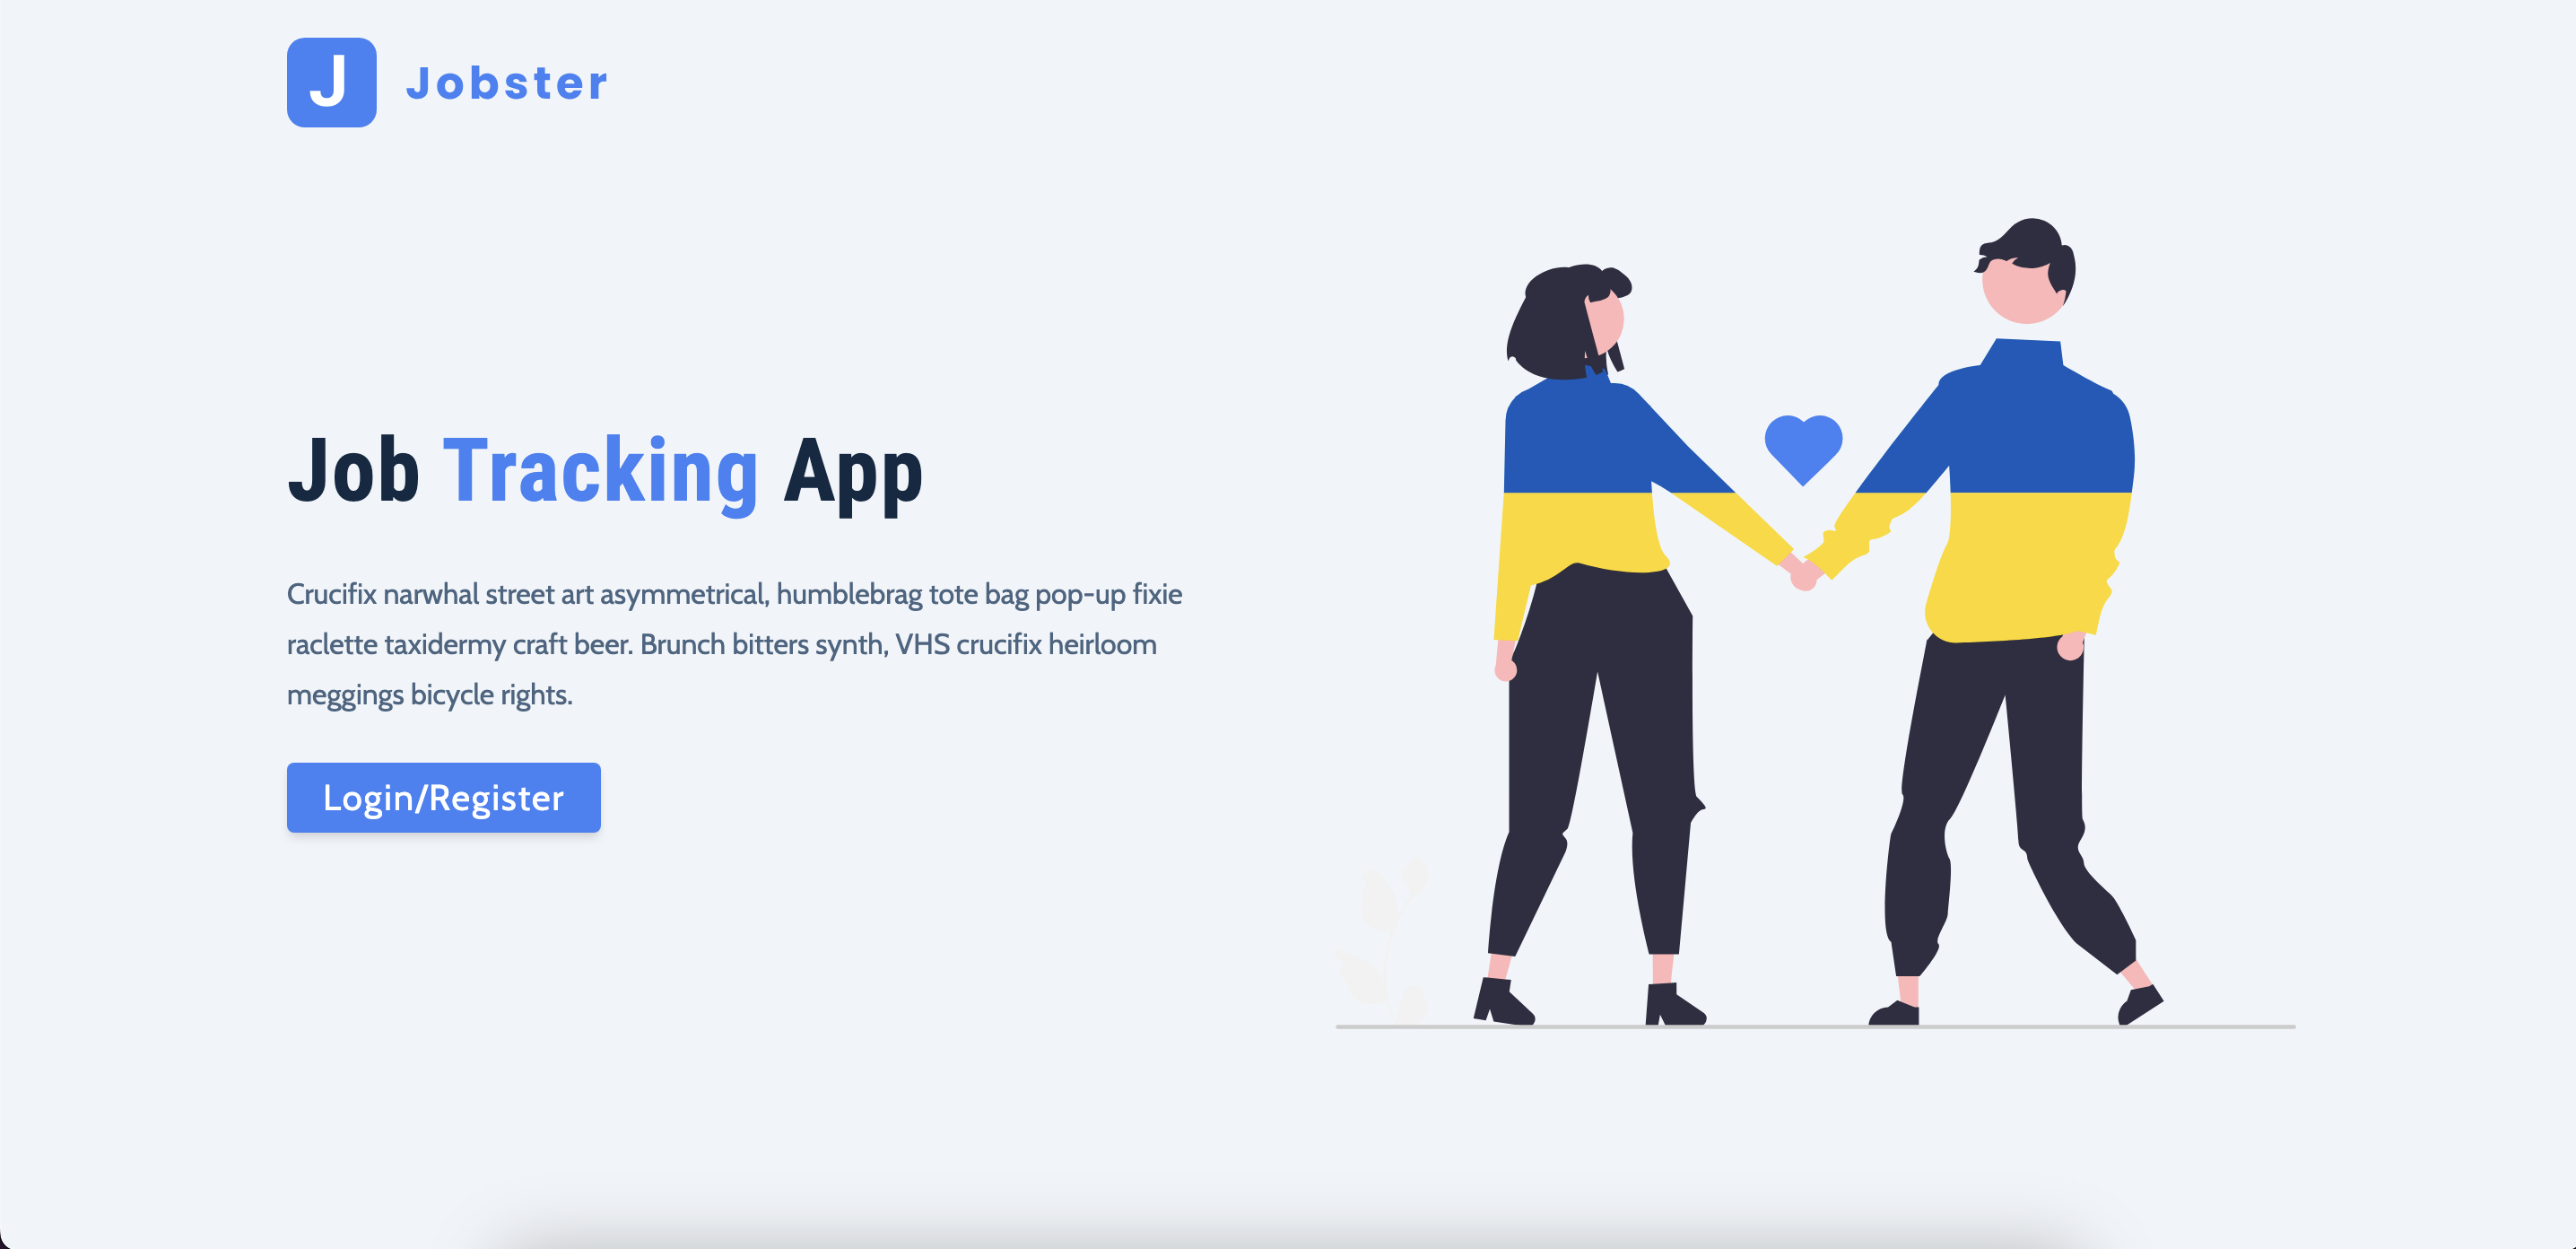 J
Jobster
Job Tracking App
Crucifix narwhal street art asymmetrical, humblebrag tote bag pop-up fixie
raclette taxidermy craft beer. Brunch bitters synth, VHS crucifix heirloom
meggings bicycle rights.
Login/Register